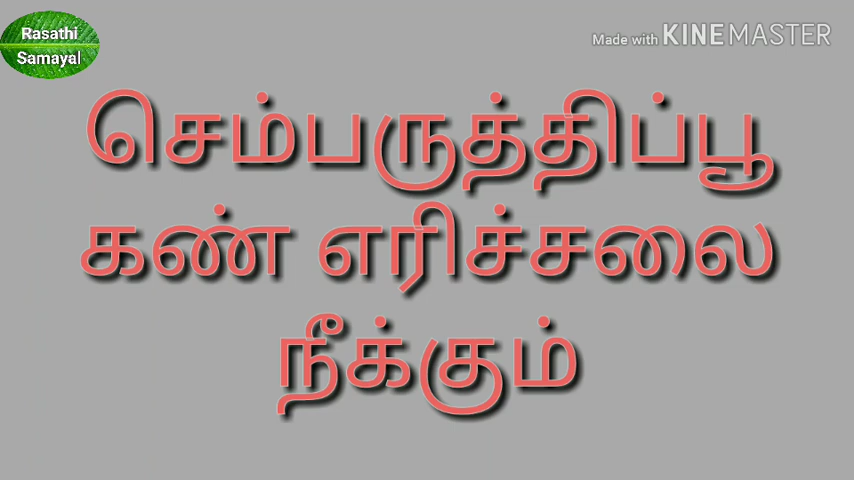 Rasathi
Samayal
Made with KINEMASTER
செம்பருத்திப்பூ
கண் எரிச்சலை
நீக்கும்